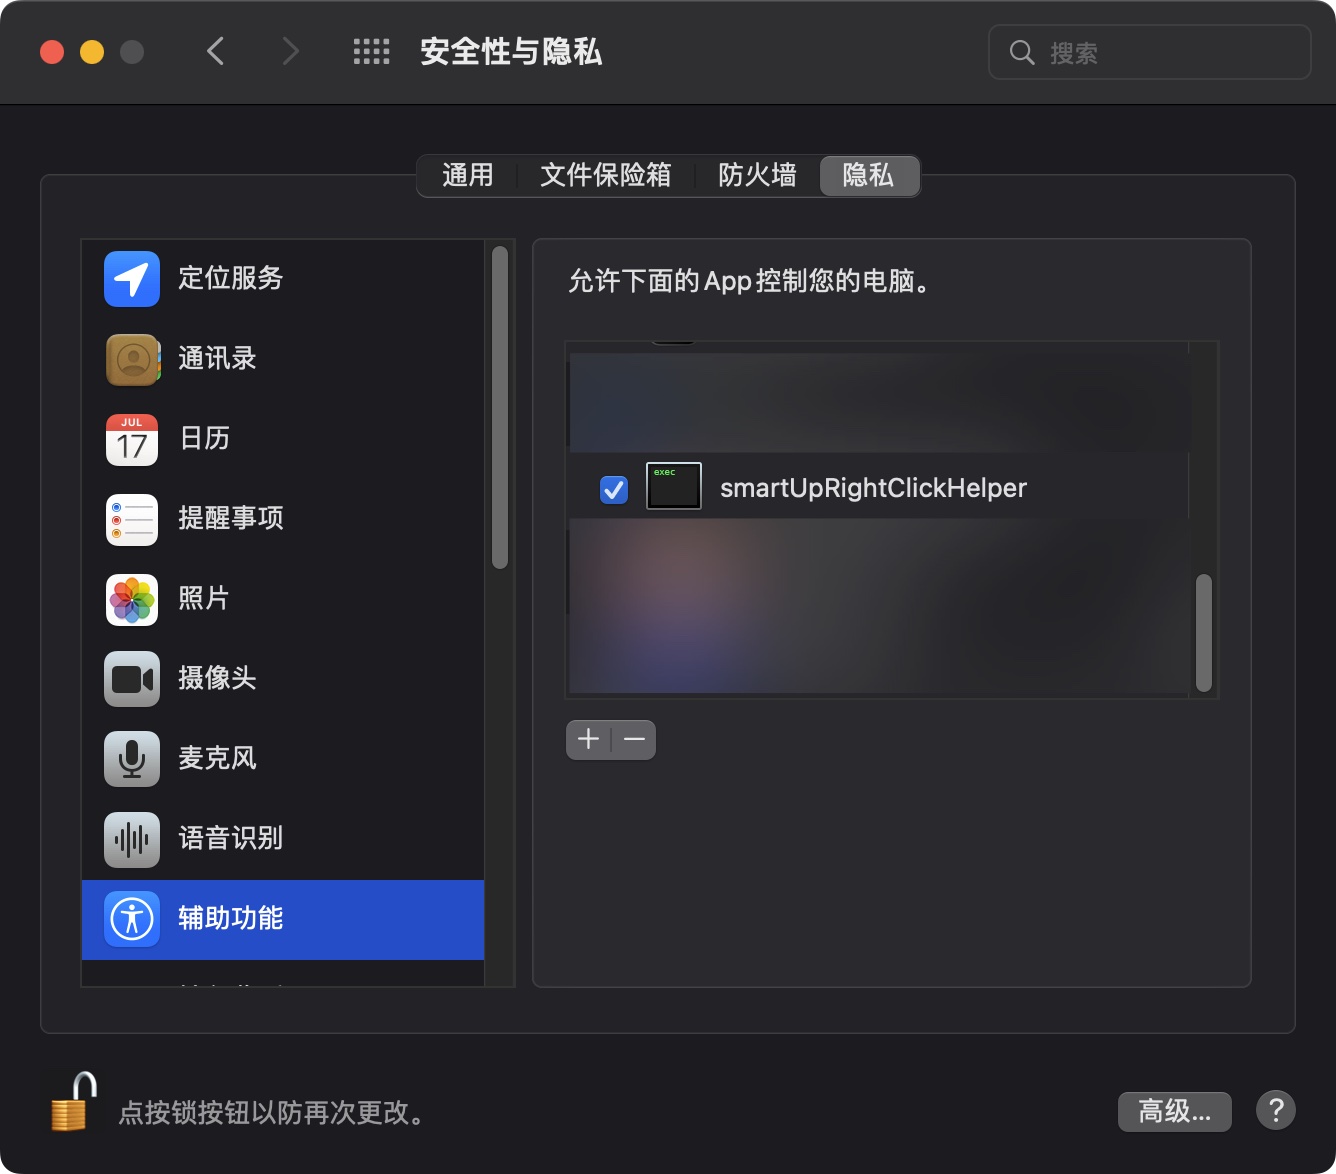 安全性与隐私
搜索
通用 文件保险箱 防火墙 隐私
定位服务
通讯录
JUL
17
日历
提醒事项
照片
摄像头
麦克风
语音识别
辅助功能
允许下面的App控制您的电脑。
exec
smartUpRightClickHelper
点按锁按钮以防再次更改。
高级...
?